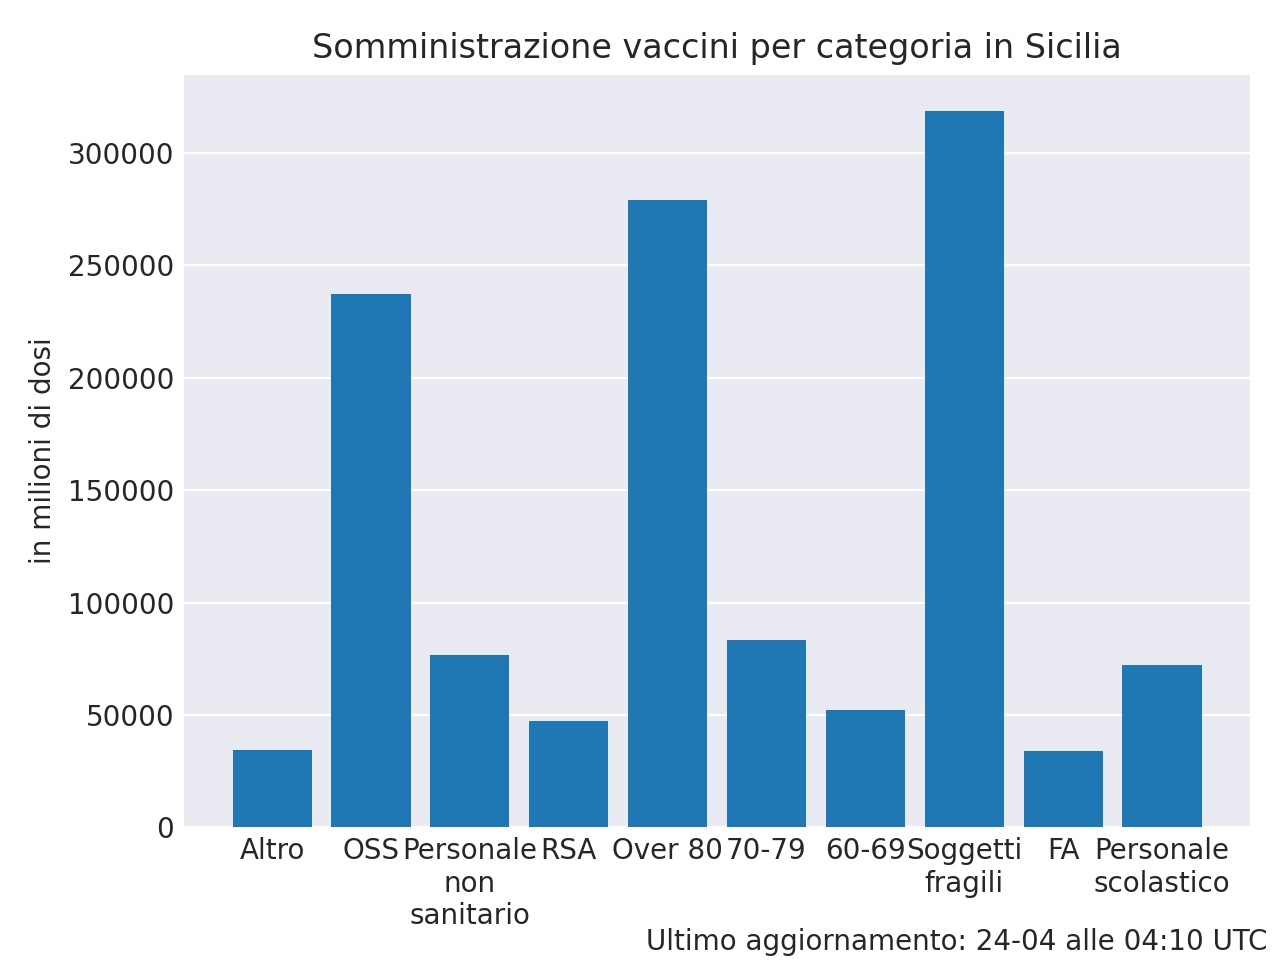 Somministrazione vaccini per categoria in Sicilia
in milioni di dosi
300000
250000
200000
150000
100000
50000
0
Altro
OSS
Personale
non
sanitario
RSA
Over 80
70-79
60-69
Soggetti
fragili
FA
Personale
scolastico
Ultimo aggiornamento: 24-04 alle 04:10 UTC